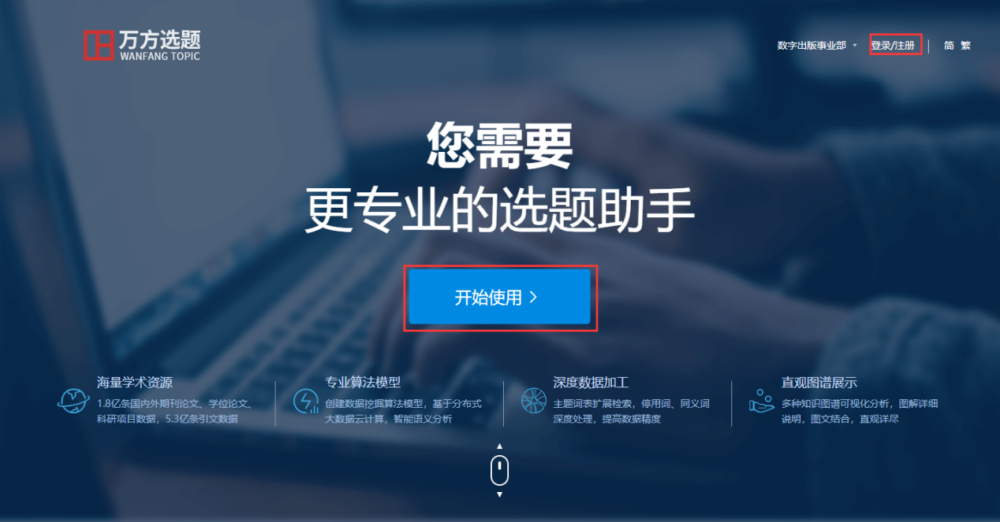 万方选题
WANFANG TOPIC
数字出版事业部
登录/注册
简 繁
您需要
更专业的选题助手
开始使用
海量学术资源
1.8亿条国内外期刊论文、学位论文、
科研项目数据，5.3亿条引文数据
专业算法模型
创建数据挖掘算法模型，基于分布式
大数据云计算，智能语义分析
深度数据加工
主题词表扩展检索，停用词、同义词
深度处理，提高数据精度
直观图谱展示
多种知识图谱可视化分析，图解详细
说明，图文结合，直观详尽